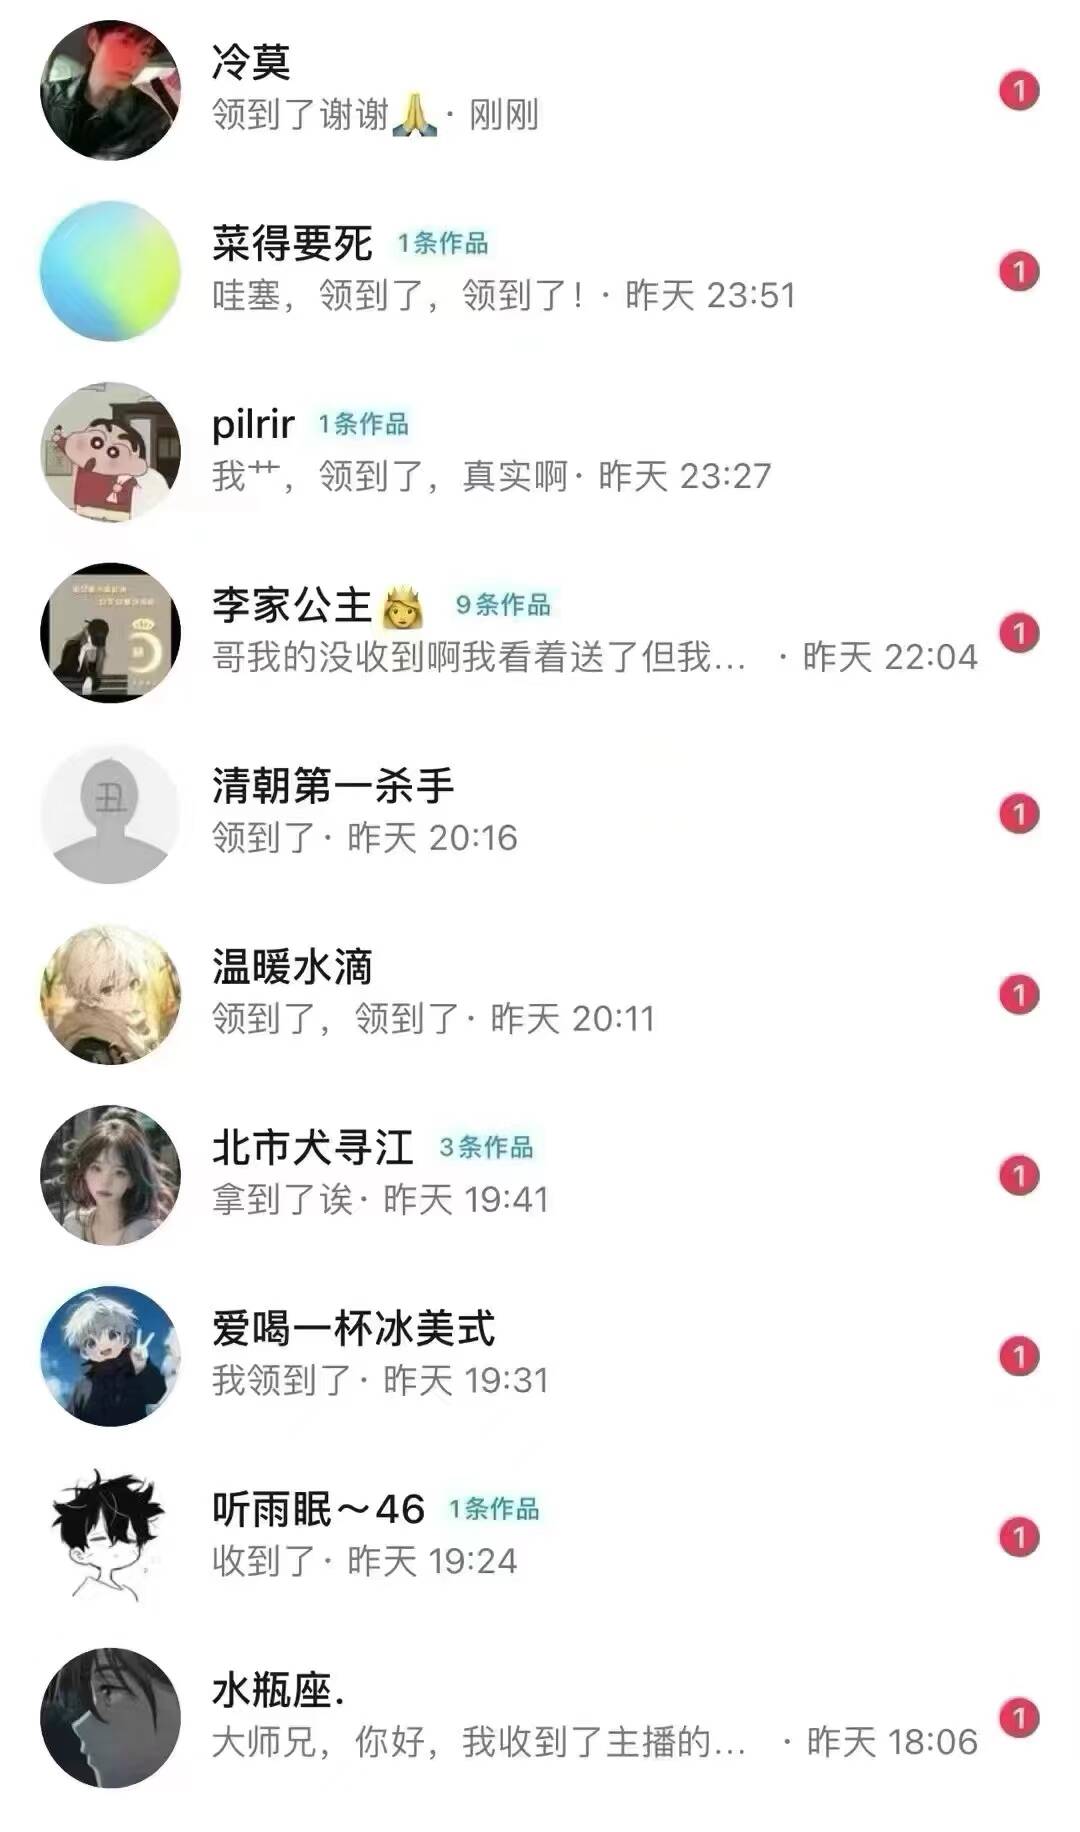 冷莫
领到了谢谢🙏· 刚刚
1
菜得要死 1条作品
哇塞，领到了，领到了！· 昨天 23:51
1
pilrir 1条作品
我艹，领到了，真实啊· 昨天 23:27
李家公主👸 9条作品
哥我的没收到啊我看着送了但我... · 昨天 22:04
1
丑
清朝第一杀手
领到了· 昨天 20:16
1
温暖水滴
领到了，领到了· 昨天 20:11
1
北市犬寻江 3条作品
拿到了诶· 昨天 19:41
1
爱喝一杯冰美式
我领到了· 昨天 19:31
1
听雨眠～46 1条作品
收到了· 昨天 19:24
1
水瓶座.
大师兄，你好，我收到了主播的... · 昨天 18:06
1